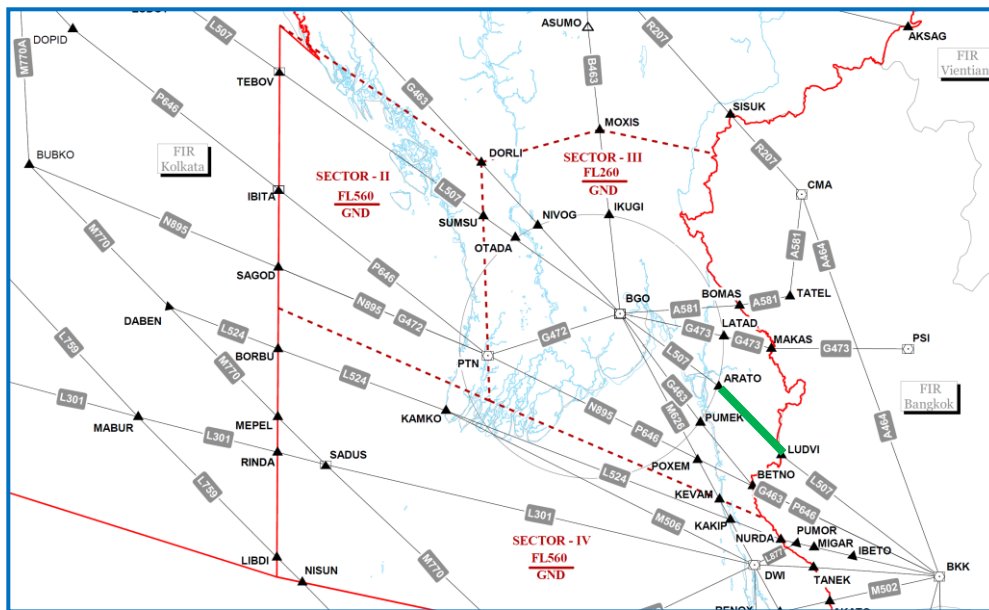 ASUMO
AKSAG
DOPID
L507
R207
FIR
Vientian
M770A
TEBOV
G463
B463
P646
SISUK
MOXIS
R207
BUBKO
FIR
Kolkata
DORLI
SECTOR - III
FL260
GND
SECTOR - II
FL560
GND
CMA
IBITA
L507
IKUGI
SUMSU
NIVOG
N895
M770
OTADA
A581
A464
P646
SAGOD
N895
G472
BGO
BOMAS
A581
A581
TATEL
DABEN
L524
G472
LATAD
G473
G473
MAKAS
G473
PSI
L759
BORBU
PTN
L507
M770
L524
ARATO
FIR
Bangkok
L301
KAMKO
G463
M626
PUMEK
N895
P646
A464
MABUR
L301
MEPEL
RINDA
SADUS
LUDVI
POXEM
BETNO
L524
L507
L759
KEVAM
G463
P646
L301
M506
KAKIP
NURDA
PUMOR
MIGAR
IBETO
SECTOR - IV
FL560
GND
L877
LIBDI
NISUN
M770
DWI
TANEK
M502
BKK